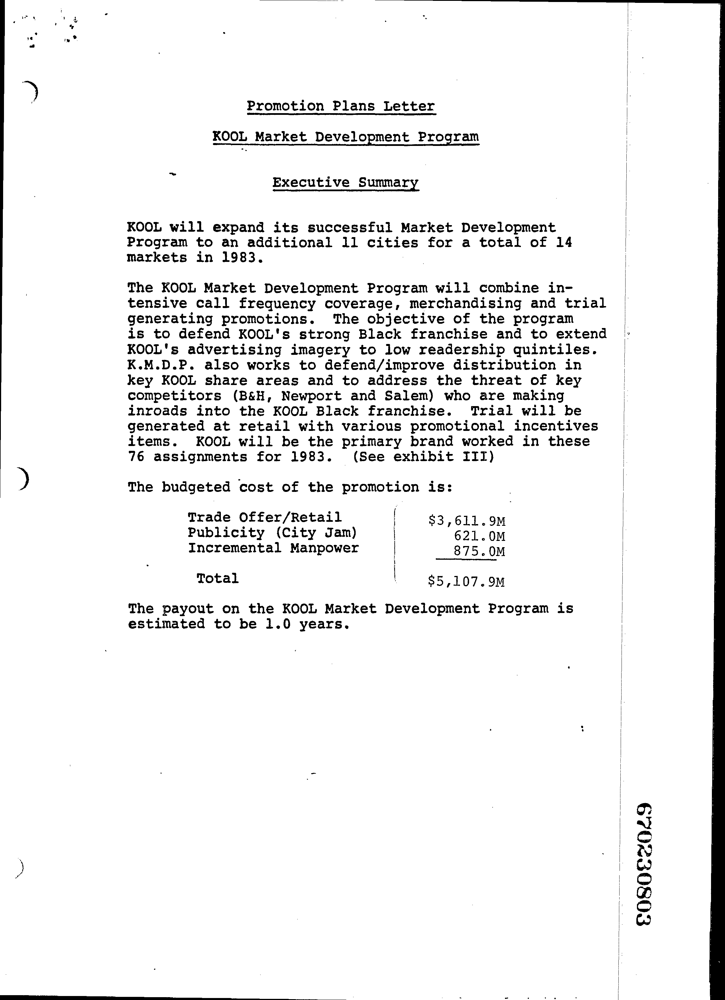 Promotion Plans Letter
KOOL Market Development Program
Executive Summary
KOOL will expand its successful Market Development
Program to an additional 11 cities for a total of 14
markets in 1983.
The KOOL Market Development Program will combine in-
tensive call frequency coverage, merchandising and trial
generating promotions. The objective of the program
is to defend KOOL's strong Black franchise and to extend
KOOL's advertising imagery to low readership quintiles.
K.M.D.P. also works to defend/improve distribution in
key KOOL share areas and to address the threat of key
competitors (B&H, Newport and Salem) who are making
inroads into the KOOL Black franchise. Trial will be
generated at retail with various promotional incentives
items. KOOL will be the primary brand worked in these
76 assignments for 1983. (See exhibit III)
The budgeted cost of the promotion is:
Trade Offer/Retail $3,611.9M
Publicity (City Jam) 621.0M
Incremental Manpower 875.0M
Total $5,107.9M
The payout on the KOOL Market Development Program is
estimated to be 1.0 years.
670230803